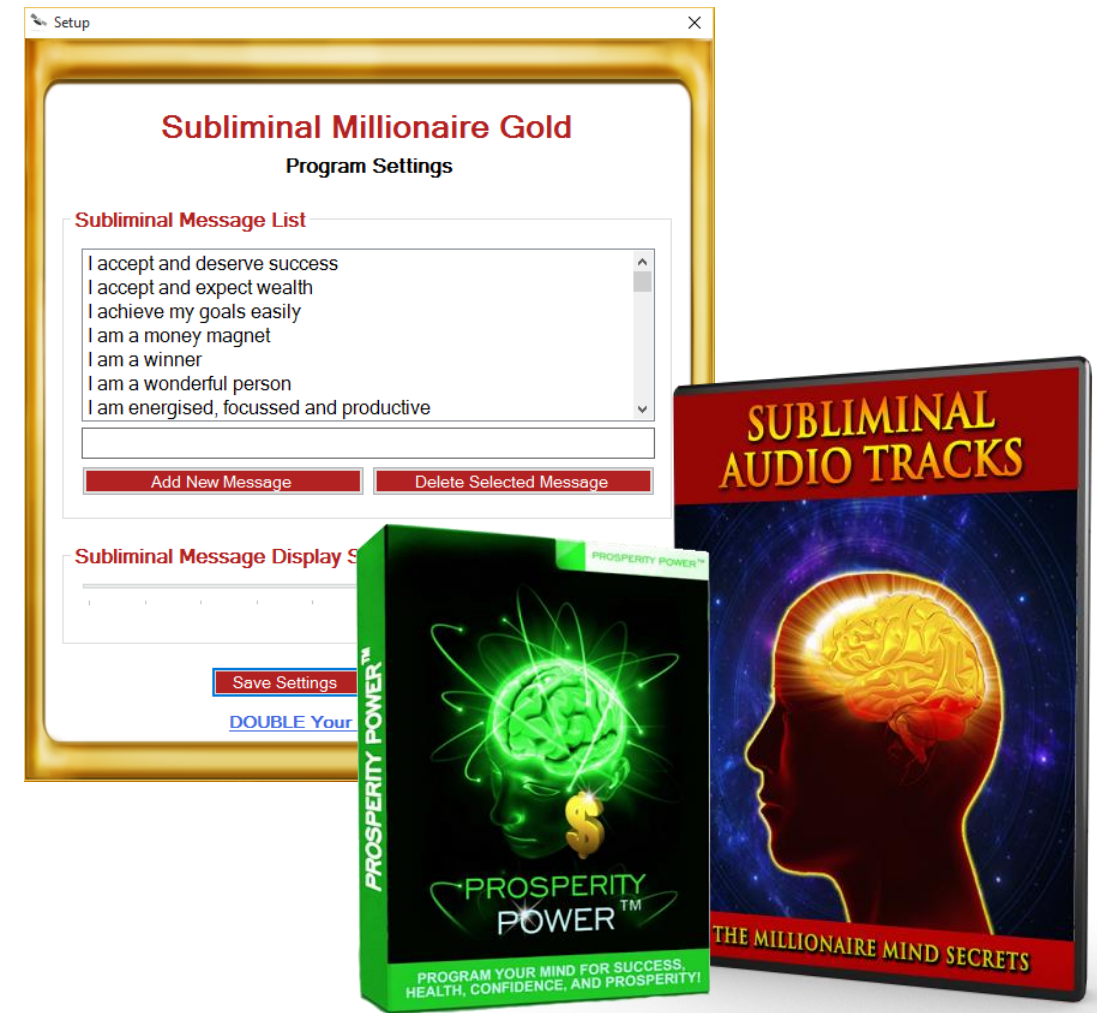 Setup
Subliminal Millionaire Gold
Program Settings
Subliminal Message List
I accept and deserve success
I accept and expect wealth
I achieve my goals easily
I am a money magnet
I am a winner
I am a wonderful person
I am energised, focussed and productive
Add New Message
Delete Selected Message
Subliminal Message Display
Save Settings
DOUBLE Your
PROSPERITY POWER™
PROSPERITY POWER™
PROSPERITY
POWER™
PROGRAM YOUR MIND FOR SUCCESS,
HEALTH, CONFIDENCE, AND PROSPERITY!
SUBLIMINAL
AUDIO TRACKS
THE MILLIONAIRE MIND SECRETS